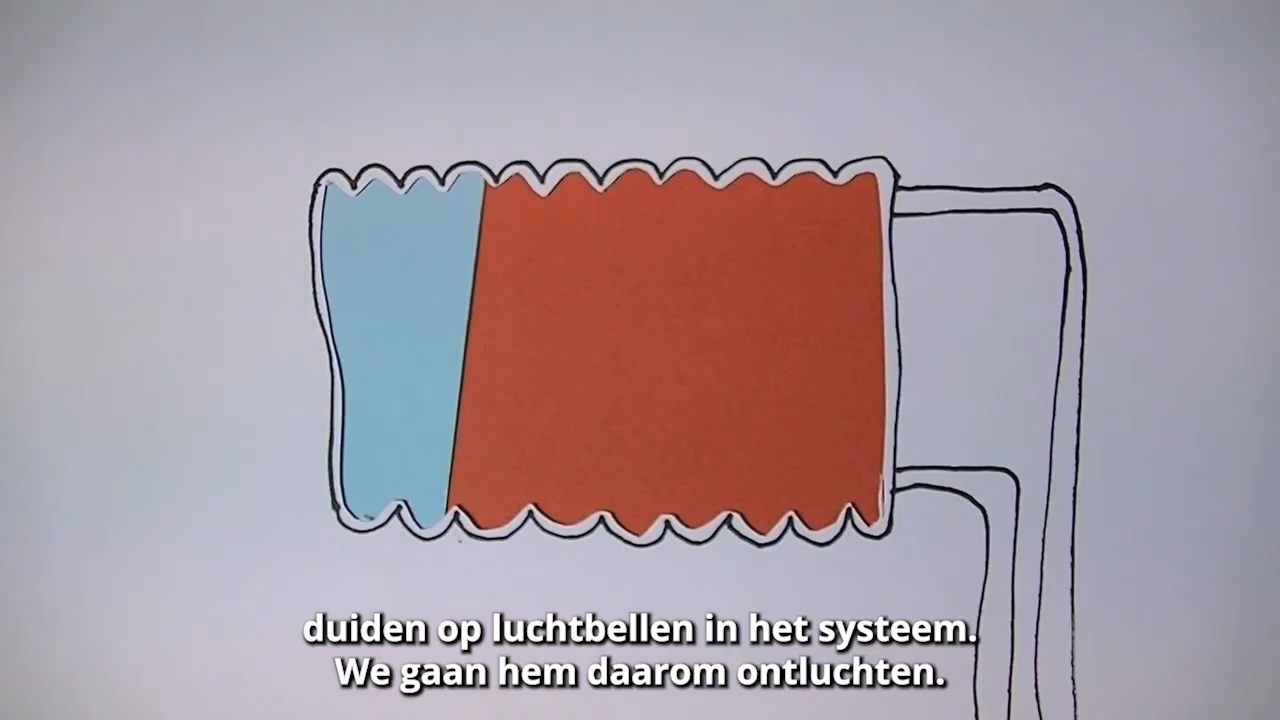 duiden op luchtbellen in het systeem.
We gaan hem daarom ontluchten.